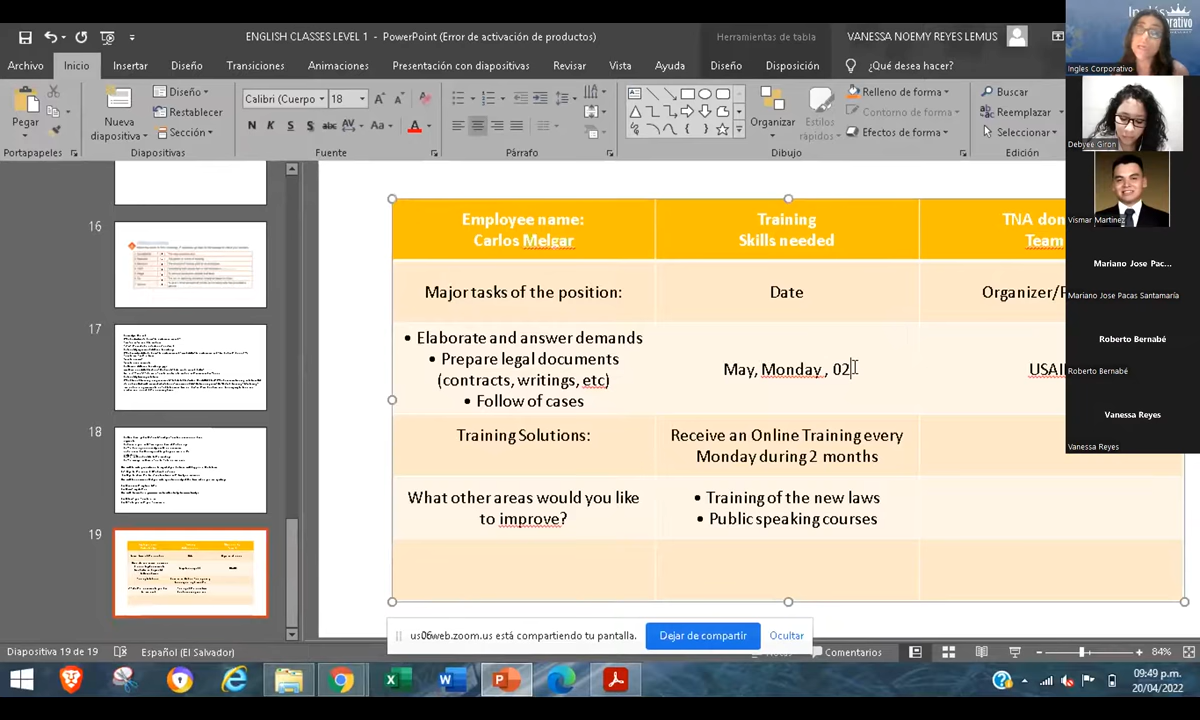 ENGLISH CLASSES LEVEL 1 - PowerPoint (Error de activación de productos)
Herramientas de tabla
VANESSA NOEMY REYES LEMUS
Archivo Inicio Insertar Diseño Transiciones Animaciones Presentación con diapositivas Revisar Vista Ayuda Diseño Disposición ¿Qué desea hacer?
Pegar
Nueva diapositiva
Diseño
Restablecer
Sección
Calibri (Cuerpo 18
N K S S abc AV Aa A
Organizar
Estilos rápidos
Relleno de forma
Contorno de forma
Efectos de forma
Buscar
Reemplazar
Seleccionar
Portapapeles Diapositivas Fuente Párrafo Dibujo Edición
Ingles Corporativo
Debyee Giron
Vismar Martinez
Mariano Jose Pac...
Mariano Jose Pacas Santamaría
Roberto Bernabé
Roberto Bernabé
Vanessa Reyes
Vanessa Reyes
16
17
18
19
Employee name:
Carlos Melgar
Training
Skills needed
TNA don
Team
Major tasks of the position:
Date
Organizer/
• Elaborate and answer demands
• Prepare legal documents
(contracts, writings, etc)
• Follow of cases
May, Monday , 02
USAI
Training Solutions:
Receive an Online Training every
Monday during 2 months
What other areas would you like
to improve?
• Training of the new laws
• Public speaking courses
us06web.zoom.us está compartiendo tu pantalla. Dejar de compartir Ocultar
Diapositiva 19 de 19 Español (El Salvador) Comentarios 84%
09:49 p.m.
20/04/2022